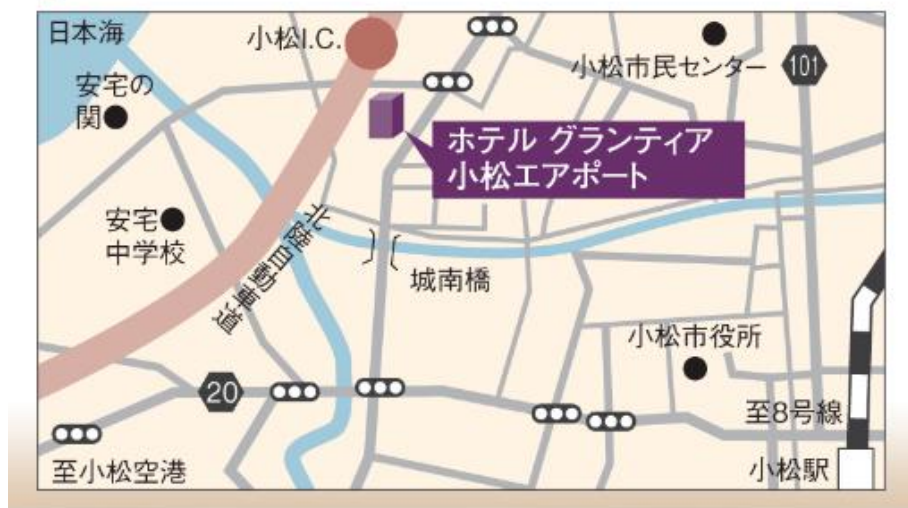 日本海
小松I.C.
安宅の
関
小松市民センター
101
ホテル グランティア
小松エアポート
安宅
中学校
北陸自動車道
城南橋
小松市役所
20
至8号線
至小松空港
小松駅